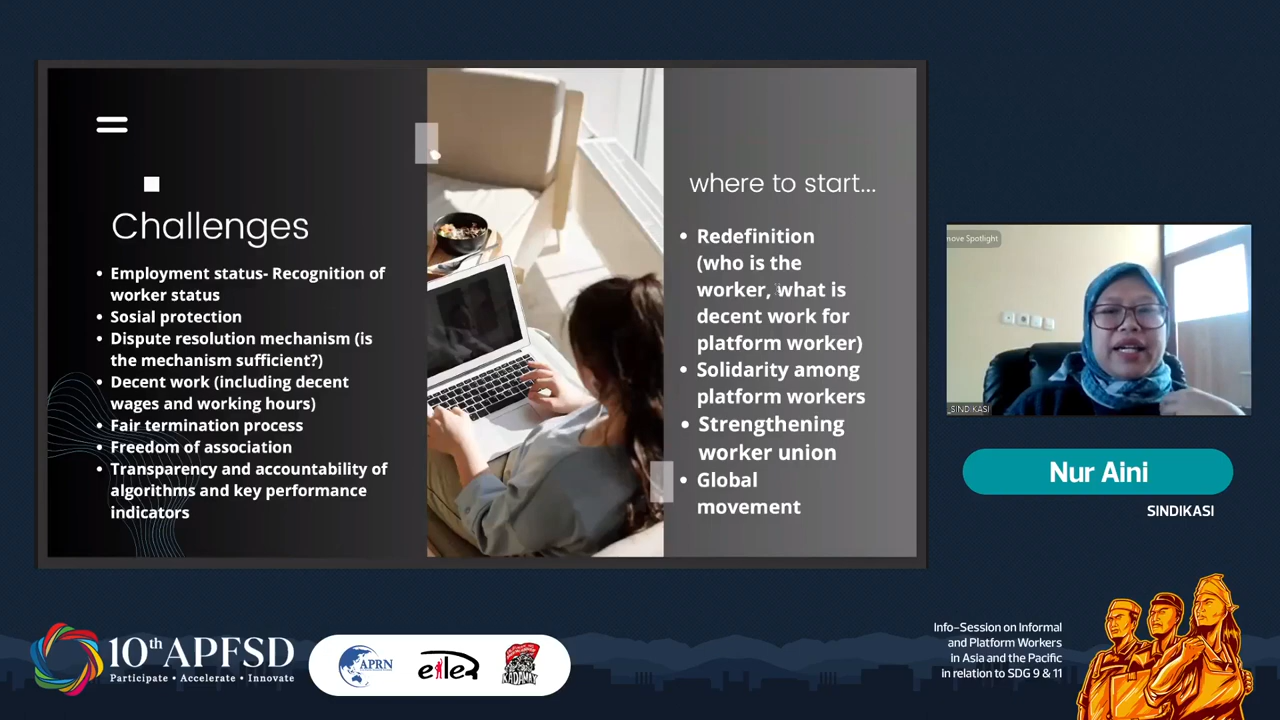 Challenges
• Employment status- Recognition of
worker status
• Sosial protection
• Dispute resolution mechanism (is
the mechanism sufficient?)
• Decent work (including decent
wages and working hours)
• Fair termination process
• Freedom of association
• Transparency and accountability of
algorithms and key performance
indicators
where to start...
• Redefinition
(who is the
worker, what is
decent work for
platform worker)
• Solidarity among
platform workers
• Strengthening
worker union
• Global
movement
move Spotlight
_SINDIKASI
Nur Aini
SINDIKASI
10th APFSD
Participate • Accelerate • Innovate
APRN
eiler
KADAMAY
Info-Session on Informal
and Platform Workers
in Asia and the Pacific
in relation to SDG 9 & 11